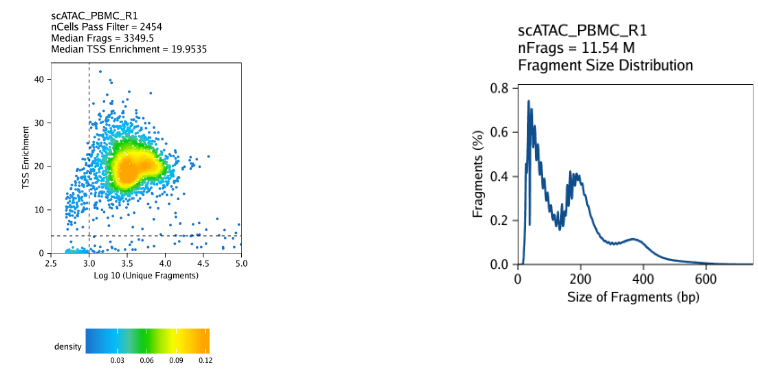 scATAC_PBMC_R1
nCells Pass Filter = 2454
Median Frags = 3349.5
Median TSS Enrichment = 19.9535
TSS Enrichment
40
30
20
10
0
2.5 3.0 3.5 4.0 4.5 5.0
Log 10 (Unique Fragments)
density
0.03 0.06 0.09 0.12
scATAC_PBMC_R1
nFrags = 11.54 M
Fragment Size Distribution
Fragments (%)
0.8
0.6
0.4
0.2
0.0
0 200 400 600
Size of Fragments (bp)